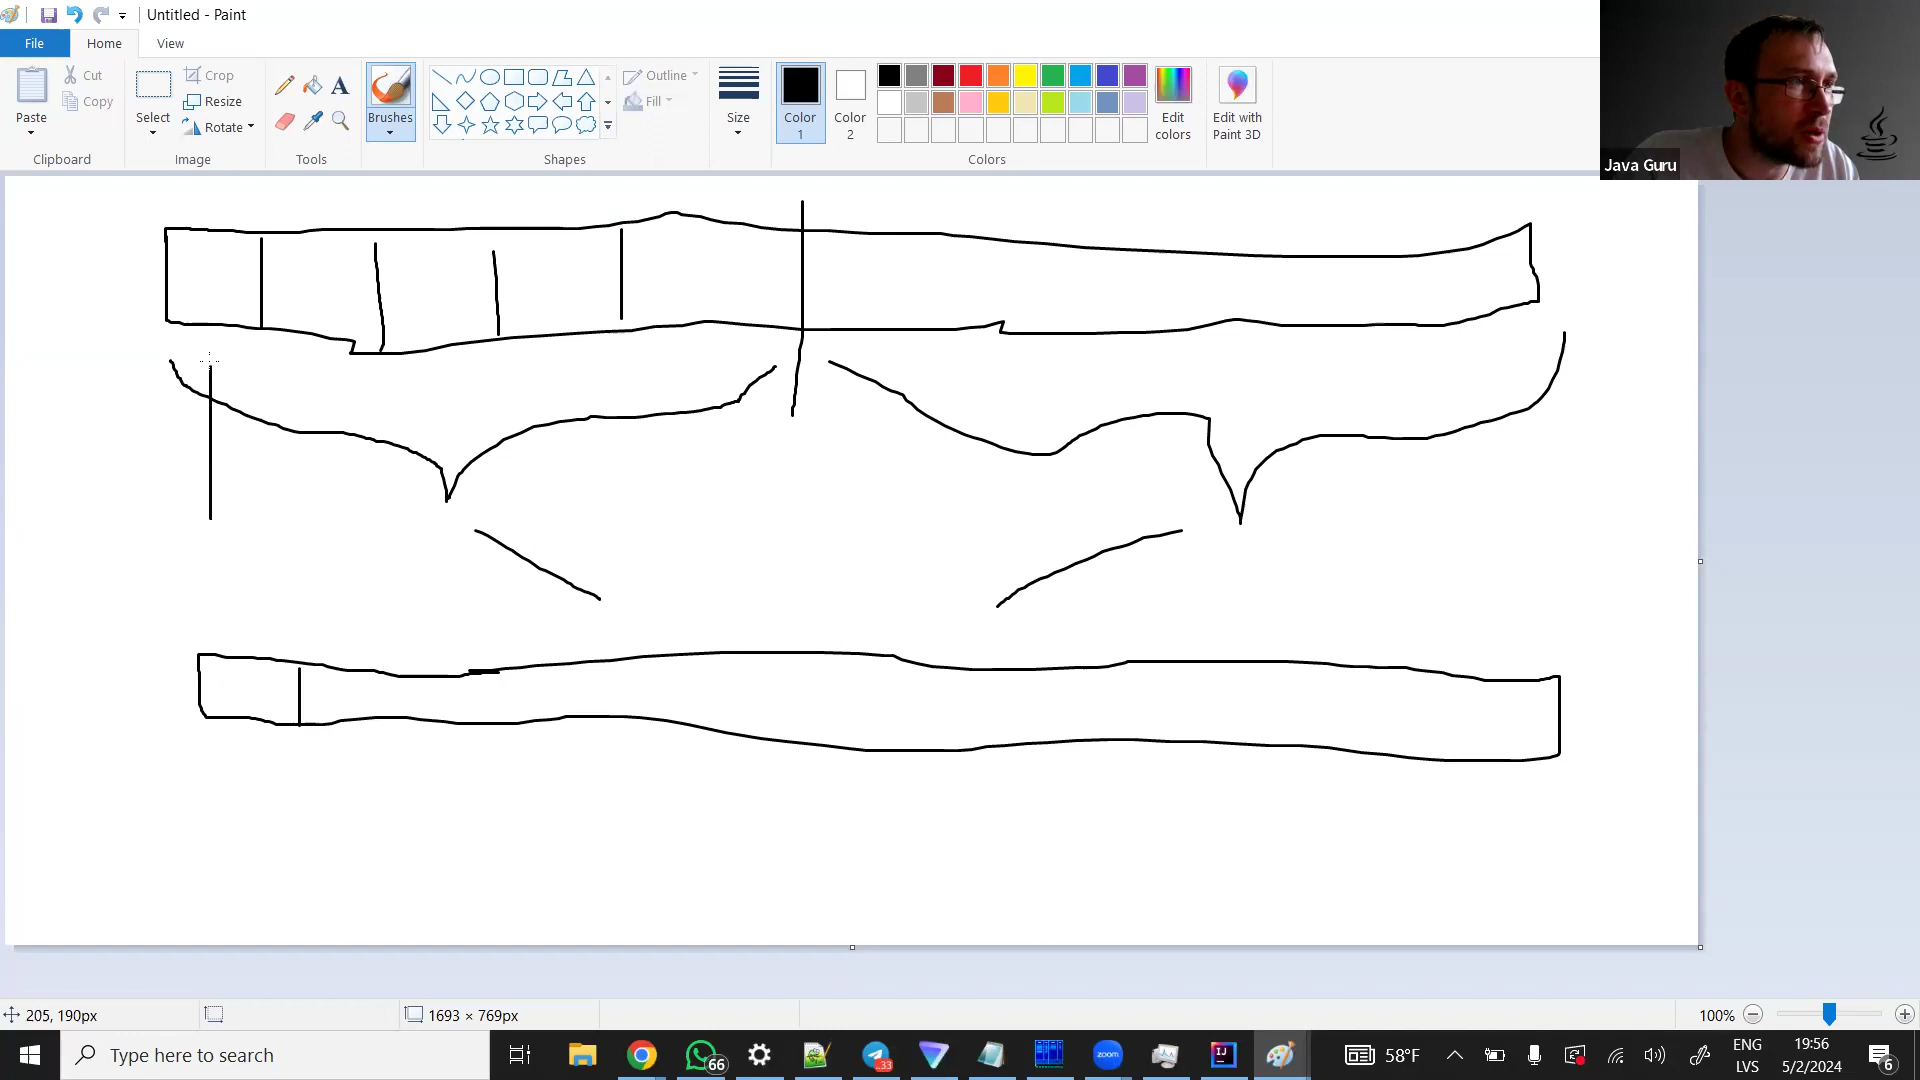 Untitled - Paint
File
Home
View
Paste
Cut
Copy
Clipboard
Select
Crop
Resize
Rotate
Image
Tools
Brushes
Shapes
Outline
Fill
Size
Color 1
Color 2
Colors
Edit colors
Edit with Paint 3D
Java Guru
205, 190px
1693 × 769px
100%
Type here to search
66
33
zoom
58°F
ENG
LVS
19:56
5/2/2024
6